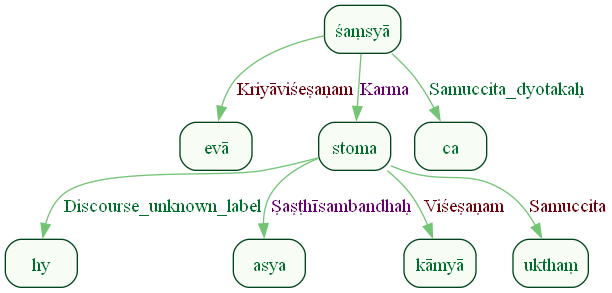 śaṃsyā
Kriyāviśeṣaṇam Karma Samuccita_dyotakaḥ
evā stoma ca
Discourse_unknown_label Ṣaṣṭhīsambandhaḥ Viśeṣaṇam Samuccita
hy asya kāmyā ukthaṃ